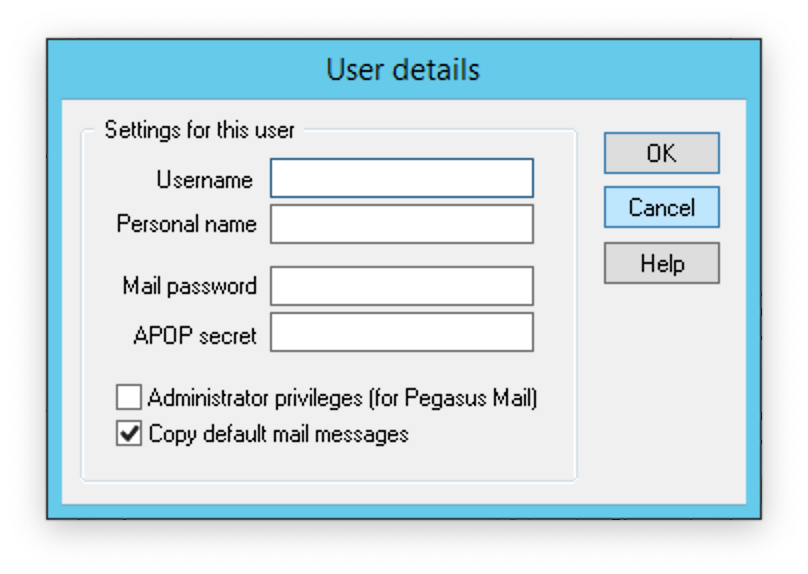 User details
Settings for this user
Username
Personal name
Mail password
APOP secret
Administrator privileges (for Pegasus Mail)
Copy default mail messages
OK
Cancel
Help